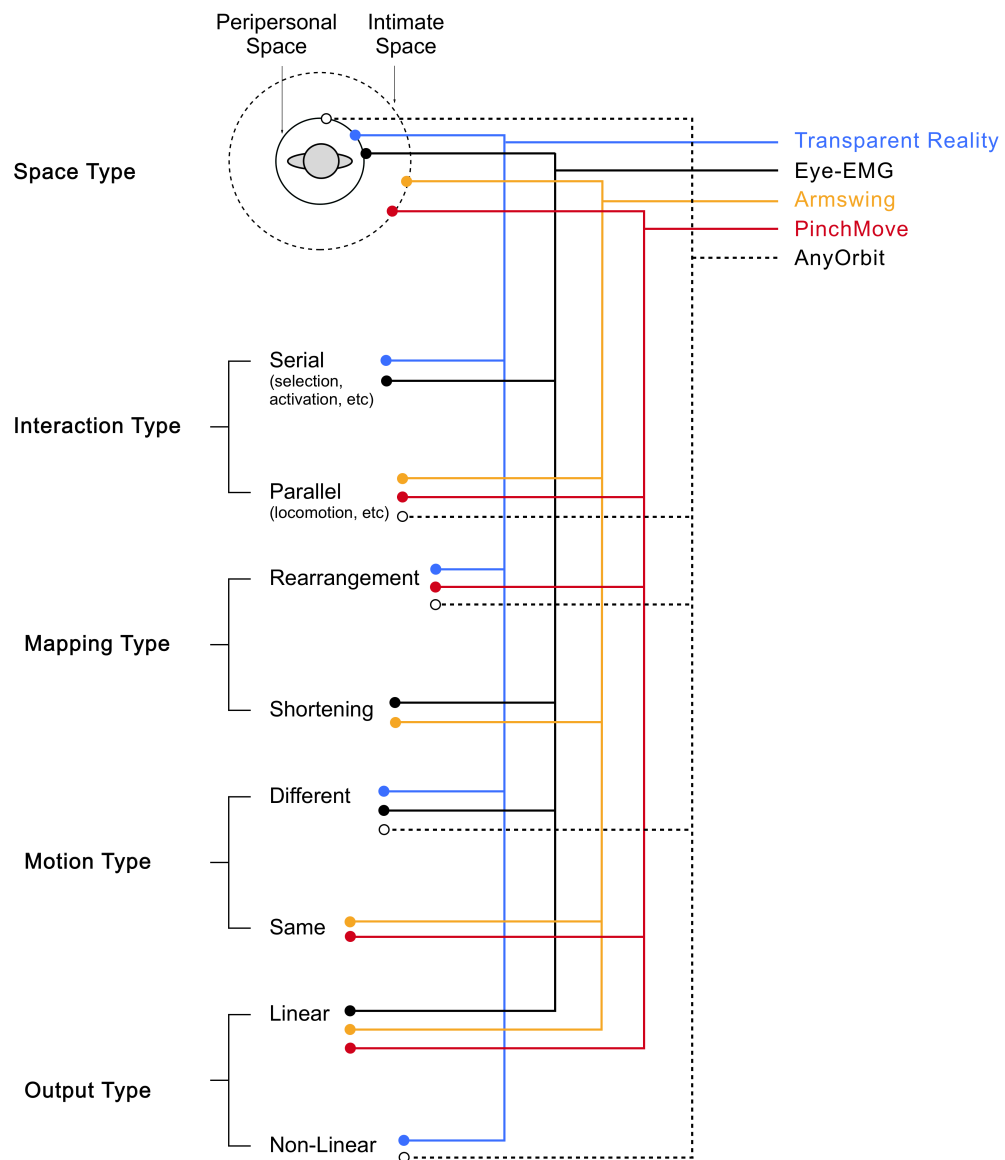 Peripersonal
Space
Intimate
Space
Space Type
Transparent Reality
Eye-EMG
Armswing
PinchMove
AnyOrbit
Interaction Type
Serial
(selection,
activation, etc)
Parallel
(locomotion, etc)
Mapping Type
Rearrangement
Shortening
Motion Type
Different
Same
Output Type
Linear
Non-Linear